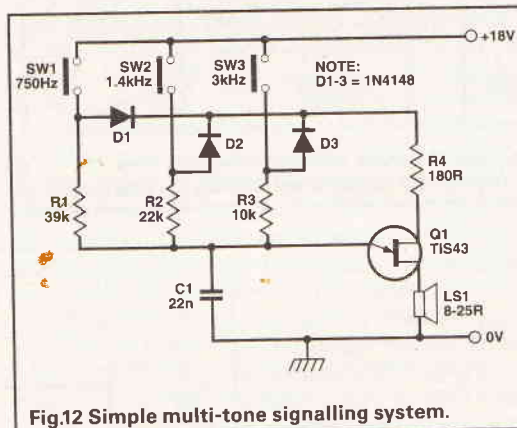 +18V
SW1
750Hz
SW2
1.4kHz
SW3
3kHz
NOTE:
D1-3 = 1N4148
D1
D2
D3
R4
180R
R1
39k
R2
22k
R3
10k
Q1
TIS43
C1
22n
LS1
8-25R
0V
Fig.12 Simple multi-tone signalling system.